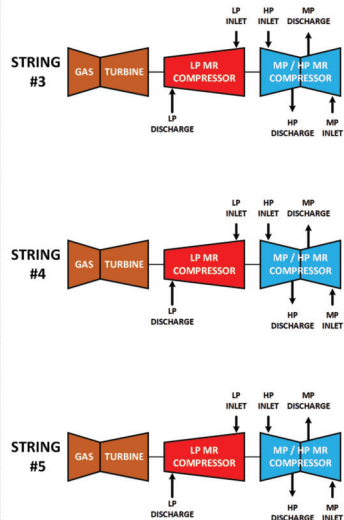 LP
INLET
HP
INLET
MP
DISCHARGE
STRING
#3
GAS
TURBINE
LP MR
COMPRESSOR
MP / HP MR
COMPRESSOR
LP
DISCHARGE
HP
DISCHARGE
MP
INLET
LP
INLET
HP
INLET
MP
DISCHARGE
STRING
#4
GAS
TURBINE
LP MR
COMPRESSOR
MP / HP MR
COMPRESSOR
LP
DISCHARGE
HP
DISCHARGE
MP
INLET
LP
INLET
HP
INLET
MP
DISCHARGE
STRING
#5
GAS
TURBINE
LP MR
COMPRESSOR
MP / HP MR
COMPRESSOR
LP
DISCHARGE
HP
DISCHARGE
MP
INLET